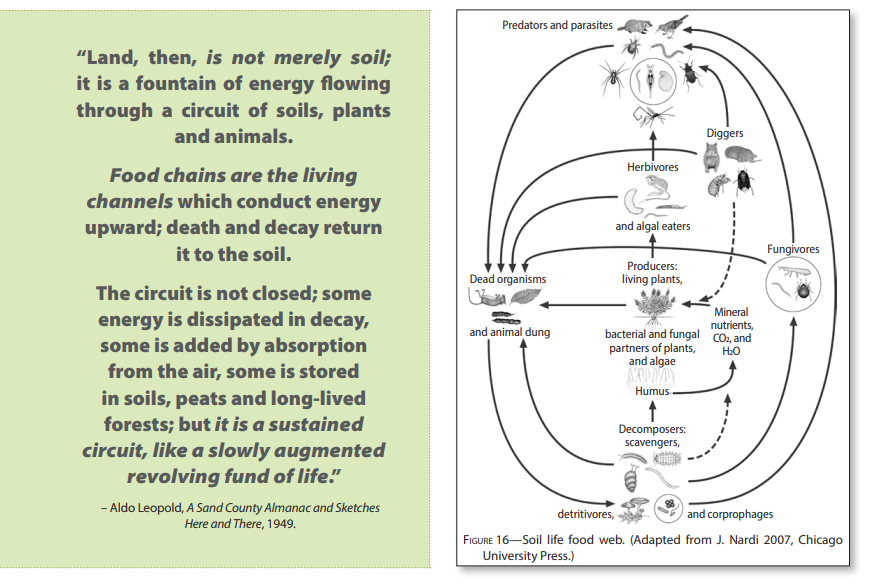 “Land, then, is not merely soil;
it is a fountain of energy flowing
through a circuit of soils, plants
and animals.
Food chains are the living
channels which conduct energy
upward; death and decay return
it to the soil.
The circuit is not closed; some
energy is dissipated in decay,
some is added by absorption
from the air, some is stored
in soils, peats and long-lived
forests; but it is a sustained
circuit, like a slowly augmented
revolving fund of life.”
– Aldo Leopold, A Sand County Almanac and Sketches
Here and There, 1949.
Predators and parasites
Diggers
Herbivores
and algal eaters
Fungivores
Dead organisms
and animal dung
Producers:
living plants,
bacterial and fungal
partners of plants,
and algae
Mineral
nutrients,
CO₂, and
H₂O
Humus
Decomposers:
scavengers,
detritivores,
and corprophages
FIGURE 16—Soil life food web. (Adapted from J. Nardi 2007, Chicago
University Press.)